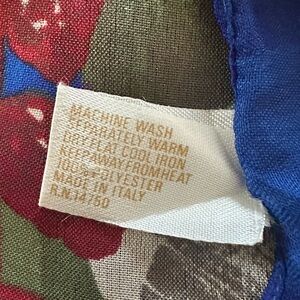 MACHINE WASH
SEPARATELY WARM
DRY FLAT COOL IRON
KEEP AWAY FROM HEAT
100% POLYESTER
MADE IN ITALY
R.N.14750